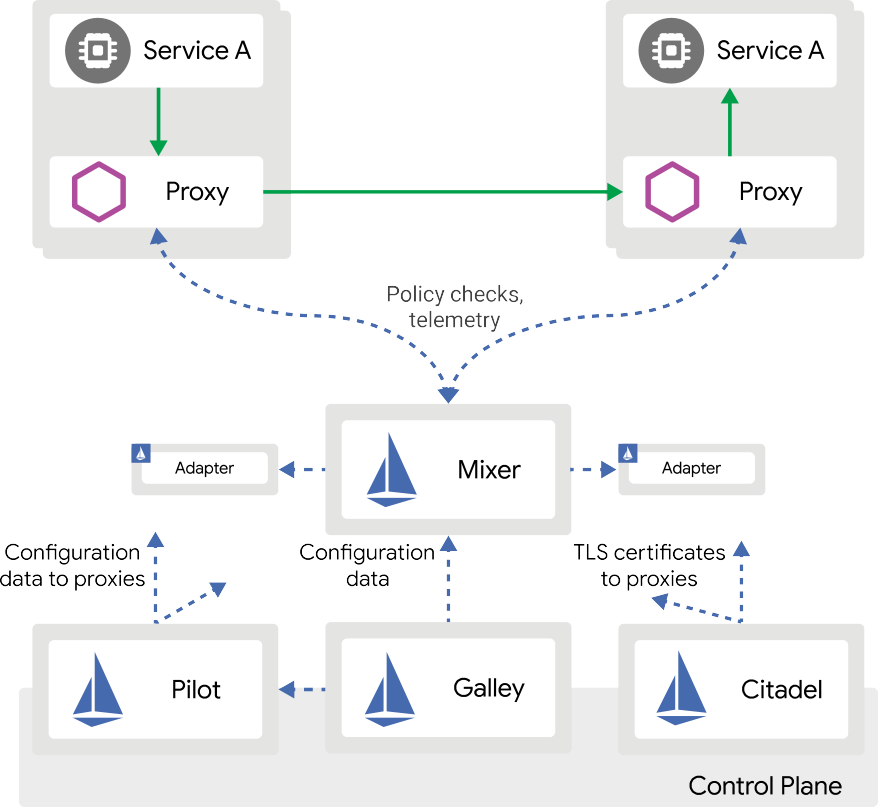 Service A
Service A
Proxy
Proxy
Policy checks,
telemetry
Mixer
Adapter
Adapter
Configuration
data to proxies
Configuration
data
TLS certificates
to proxies
Pilot
Galley
Citadel
Control Plane